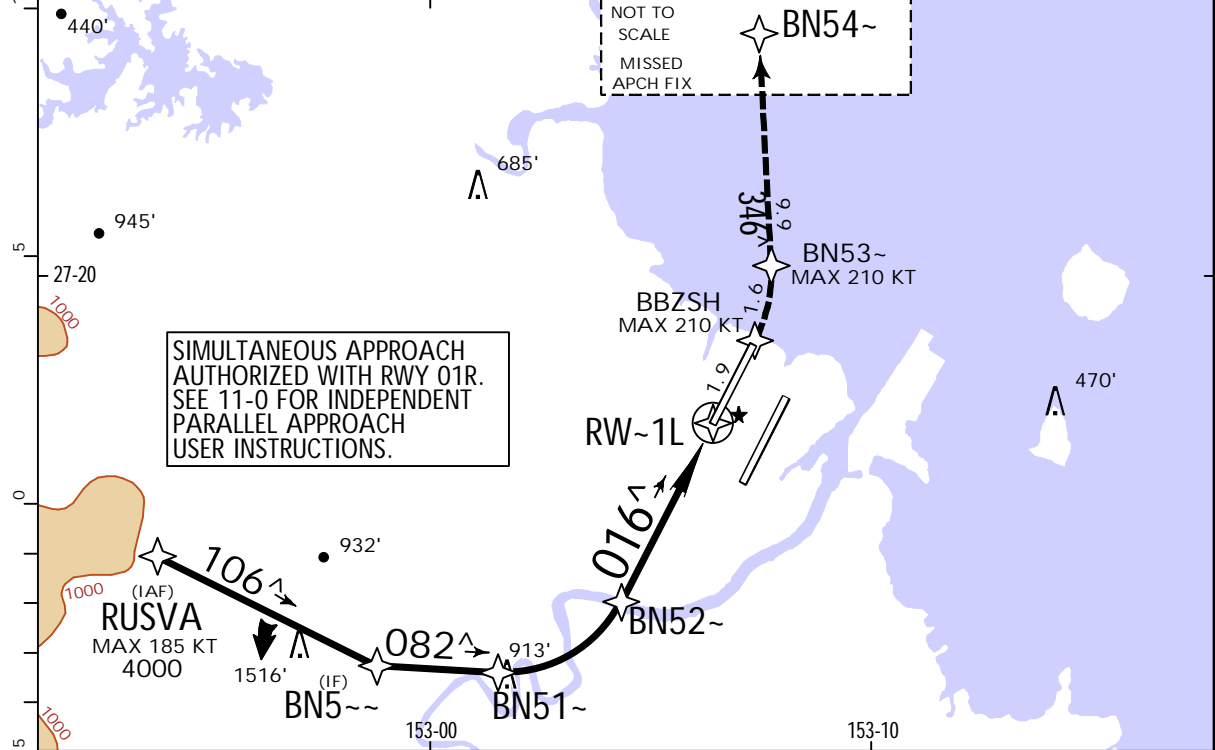 440'
NOT TO
SCALE
MISSED
APCH FIX
BN54~
685'
945'
346^
9.9
5
27-20
BN53~
MAX 210 KT
1000
BBZSH
MAX 210 KT
1.6
SIMULTANEOUS APPROACH
AUTHORIZED WITH RWY 01R.
SEE 11-0 FOR INDEPENDENT
PARALLEL APPROACH
USER INSTRUCTIONS.
1.9
470'
RW~1L
0
016^
932'
106^
1000
(IAF)
RUSVA
MAX 185 KT
4000
BN52~
082^
913'
1516'
(IF)
BN5~~
BN51~
1000
153-00
153-10
5